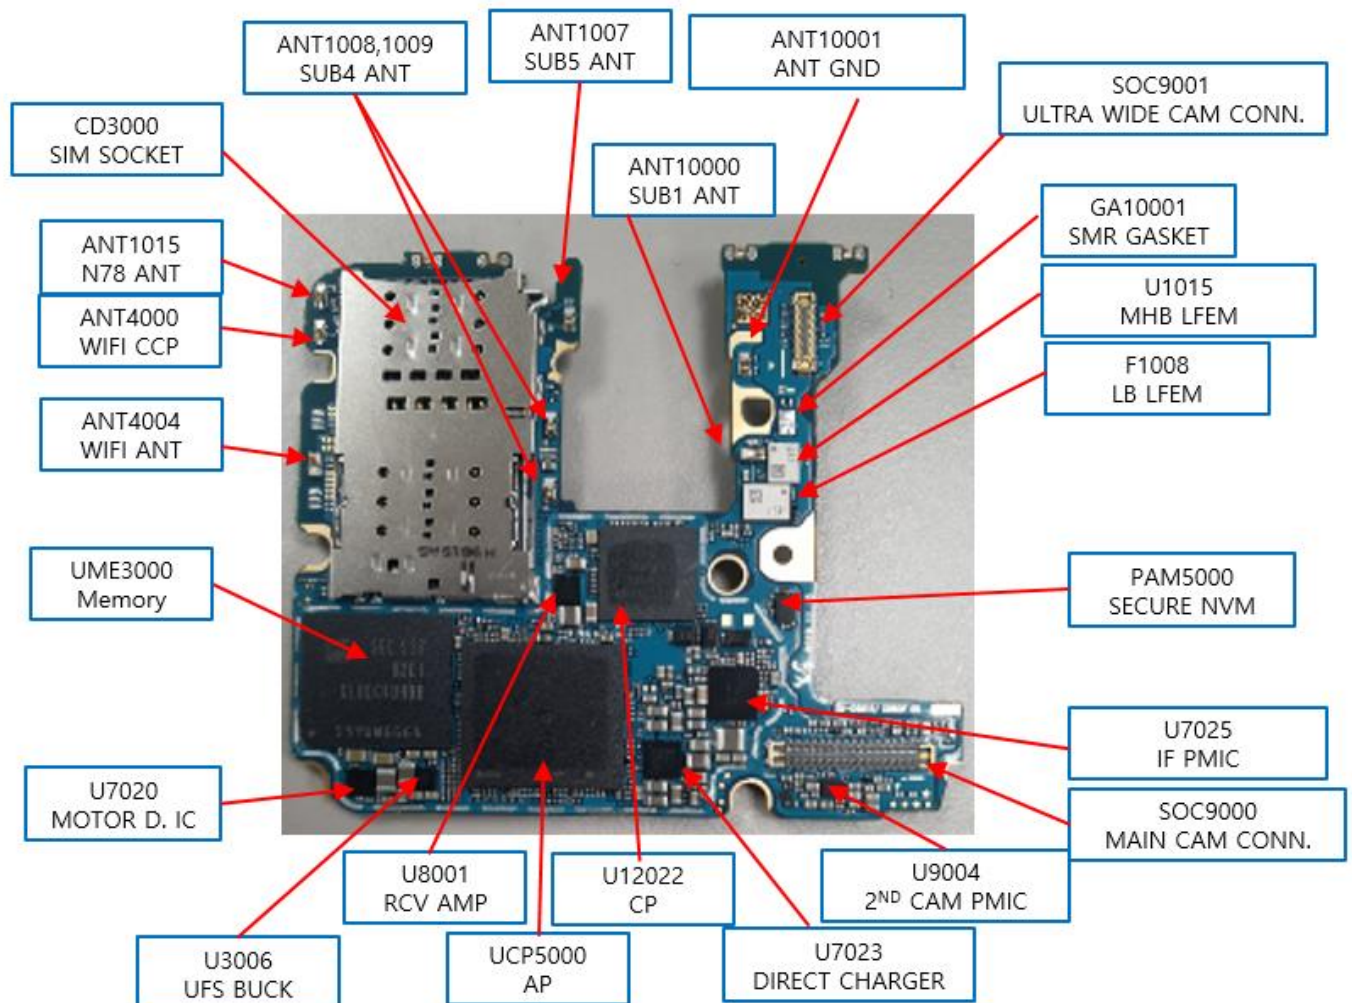 ANT1008,1009
SUB4 ANT
ANT1007
SUB5 ANT
ANT10001
ANT GND
SOC9001
ULTRA WIDE CAM CONN.
CD3000
SIM SOCKET
ANT10000
SUB1 ANT
GA10001
SMR GASKET
ANT1015
N78 ANT
U1015
MHB LFEM
ANT4000
WIFI CCP
F1008
LB LFEM
ANT4004
WIFI ANT
UME3000
Memory
PAM5000
SECURE NVM
U7025
IF PMIC
U7020
MOTOR D. IC
SOC9000
MAIN CAM CONN.
U8001
RCV AMP
U12022
CP
U9004
2ND CAM PMIC
U3006
UFS BUCK
UCP5000
AP
U7023
DIRECT CHARGER